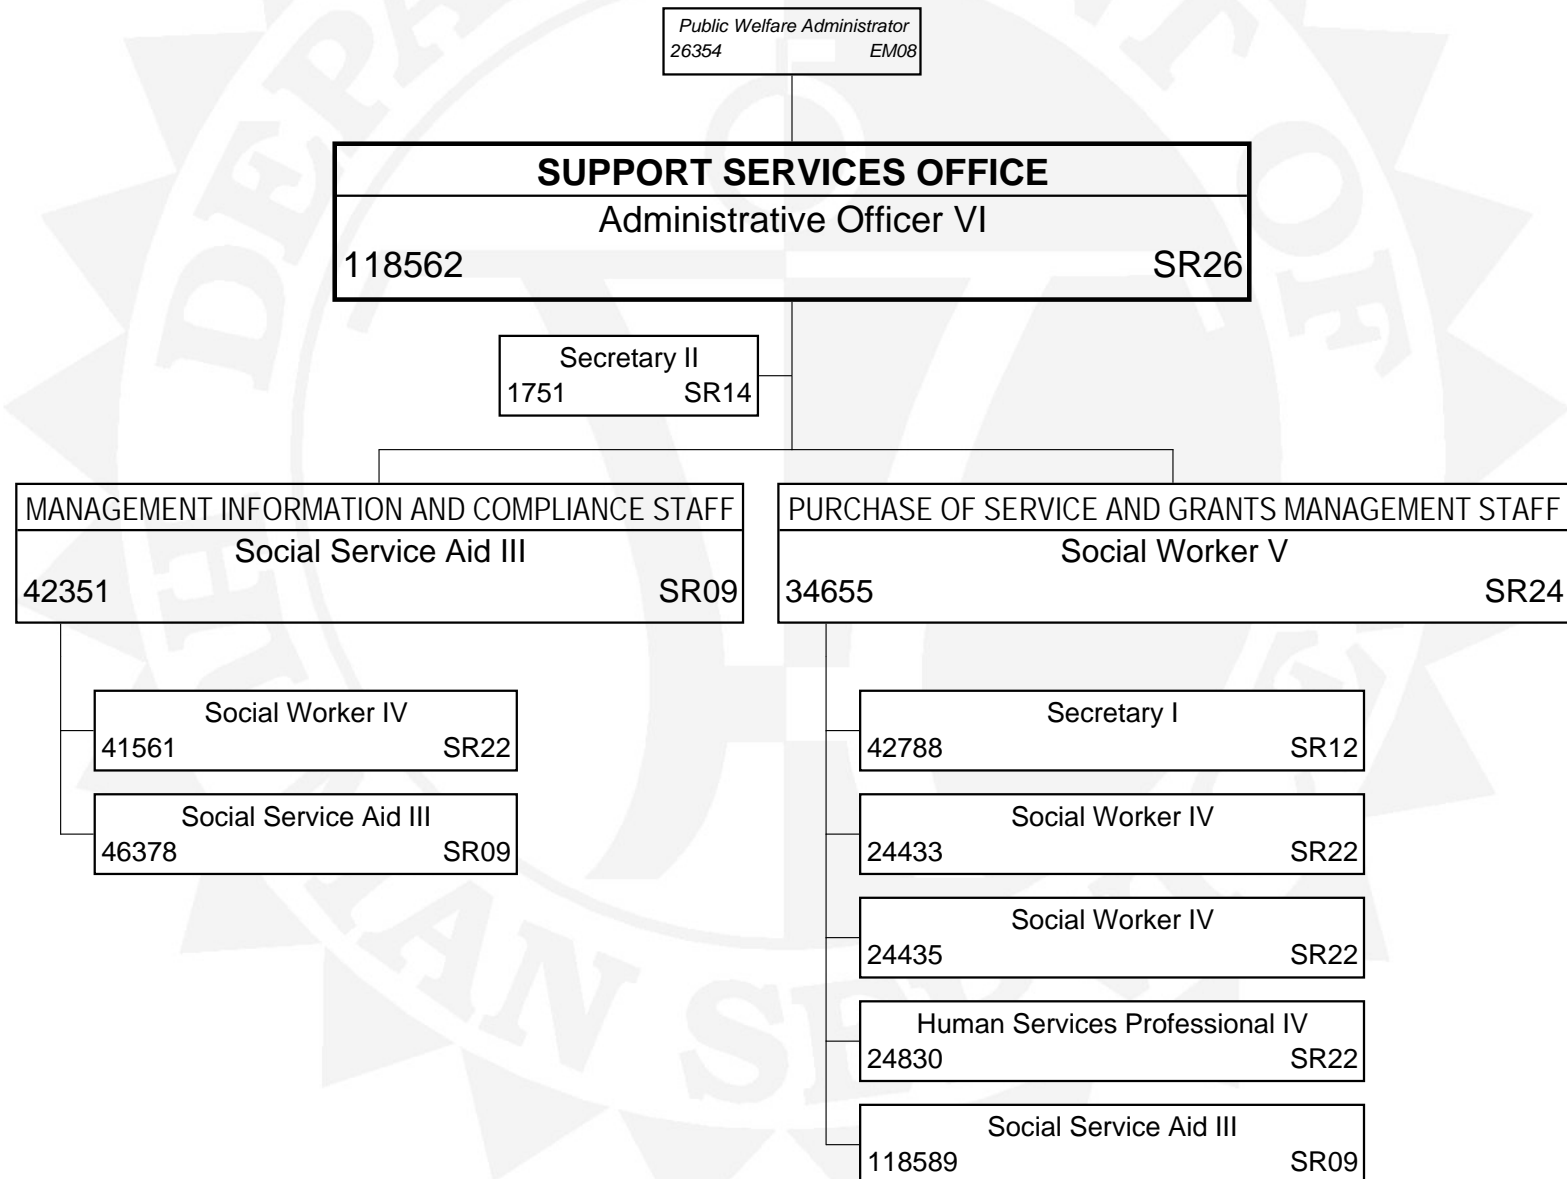 Public Welfare Administrator
26354 EM08
SUPPORT SERVICES OFFICE
Administrative Officer VI
118562 SR26
Secretary II
1751 SR14
MANAGEMENT INFORMATION AND COMPLIANCE STAFF
Social Service Aid III
42351 SR09
Social Worker IV
41561 SR22
Social Service Aid III
46378 SR09
PURCHASE OF SERVICE AND GRANTS MANAGEMENT STAFF
Social Worker V
34655 SR24
Secretary I
42788 SR12
Social Worker IV
24433 SR22
Social Worker IV
24435 SR22
Human Services Professional IV
24830 SR22
Social Service Aid III
118589 SR09